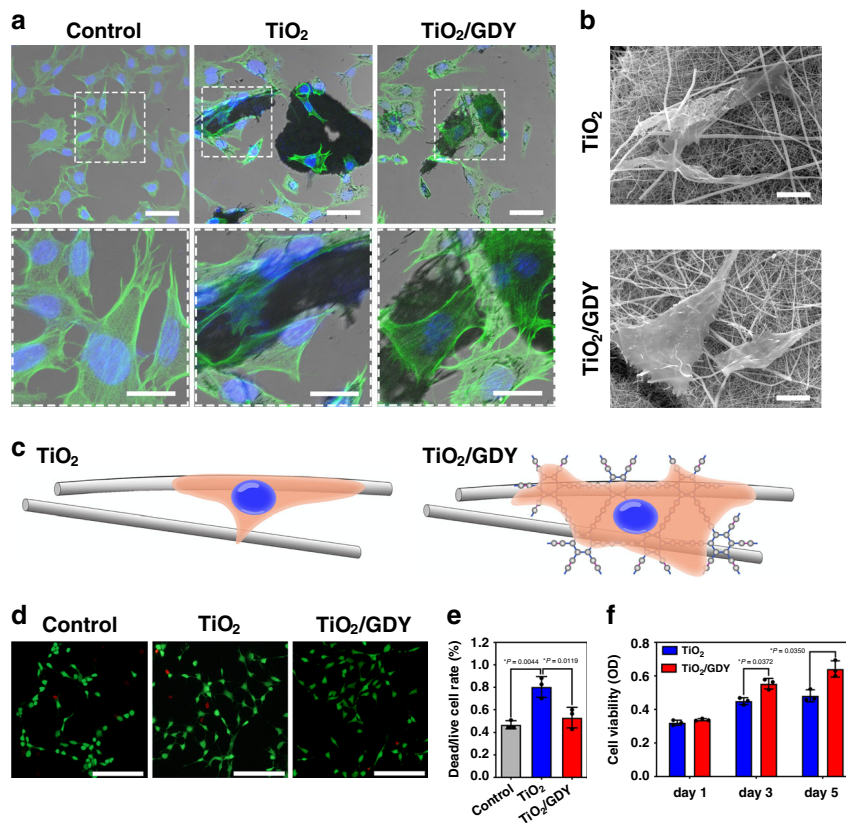 a
Control
TiO2
TiO2/GDY
b
TiO2
TiO2/GDY
c
TiO2
TiO2/GDY
d
Control
TiO2
TiO2/GDY
e
Dead/live cell rate (%)
1.2
1.0
0.8
0.6
0.4
0.2
0.0
*P = 0.0044
*P = 0.0119
Control
TiO2
TiO2/GDY
f
Cell viability (OD)
0.8
0.6
0.4
0.2
0.0
TiO2
TiO2/GDY
*P = 0.0372
*P = 0.0350
day 1
day 3
day 5